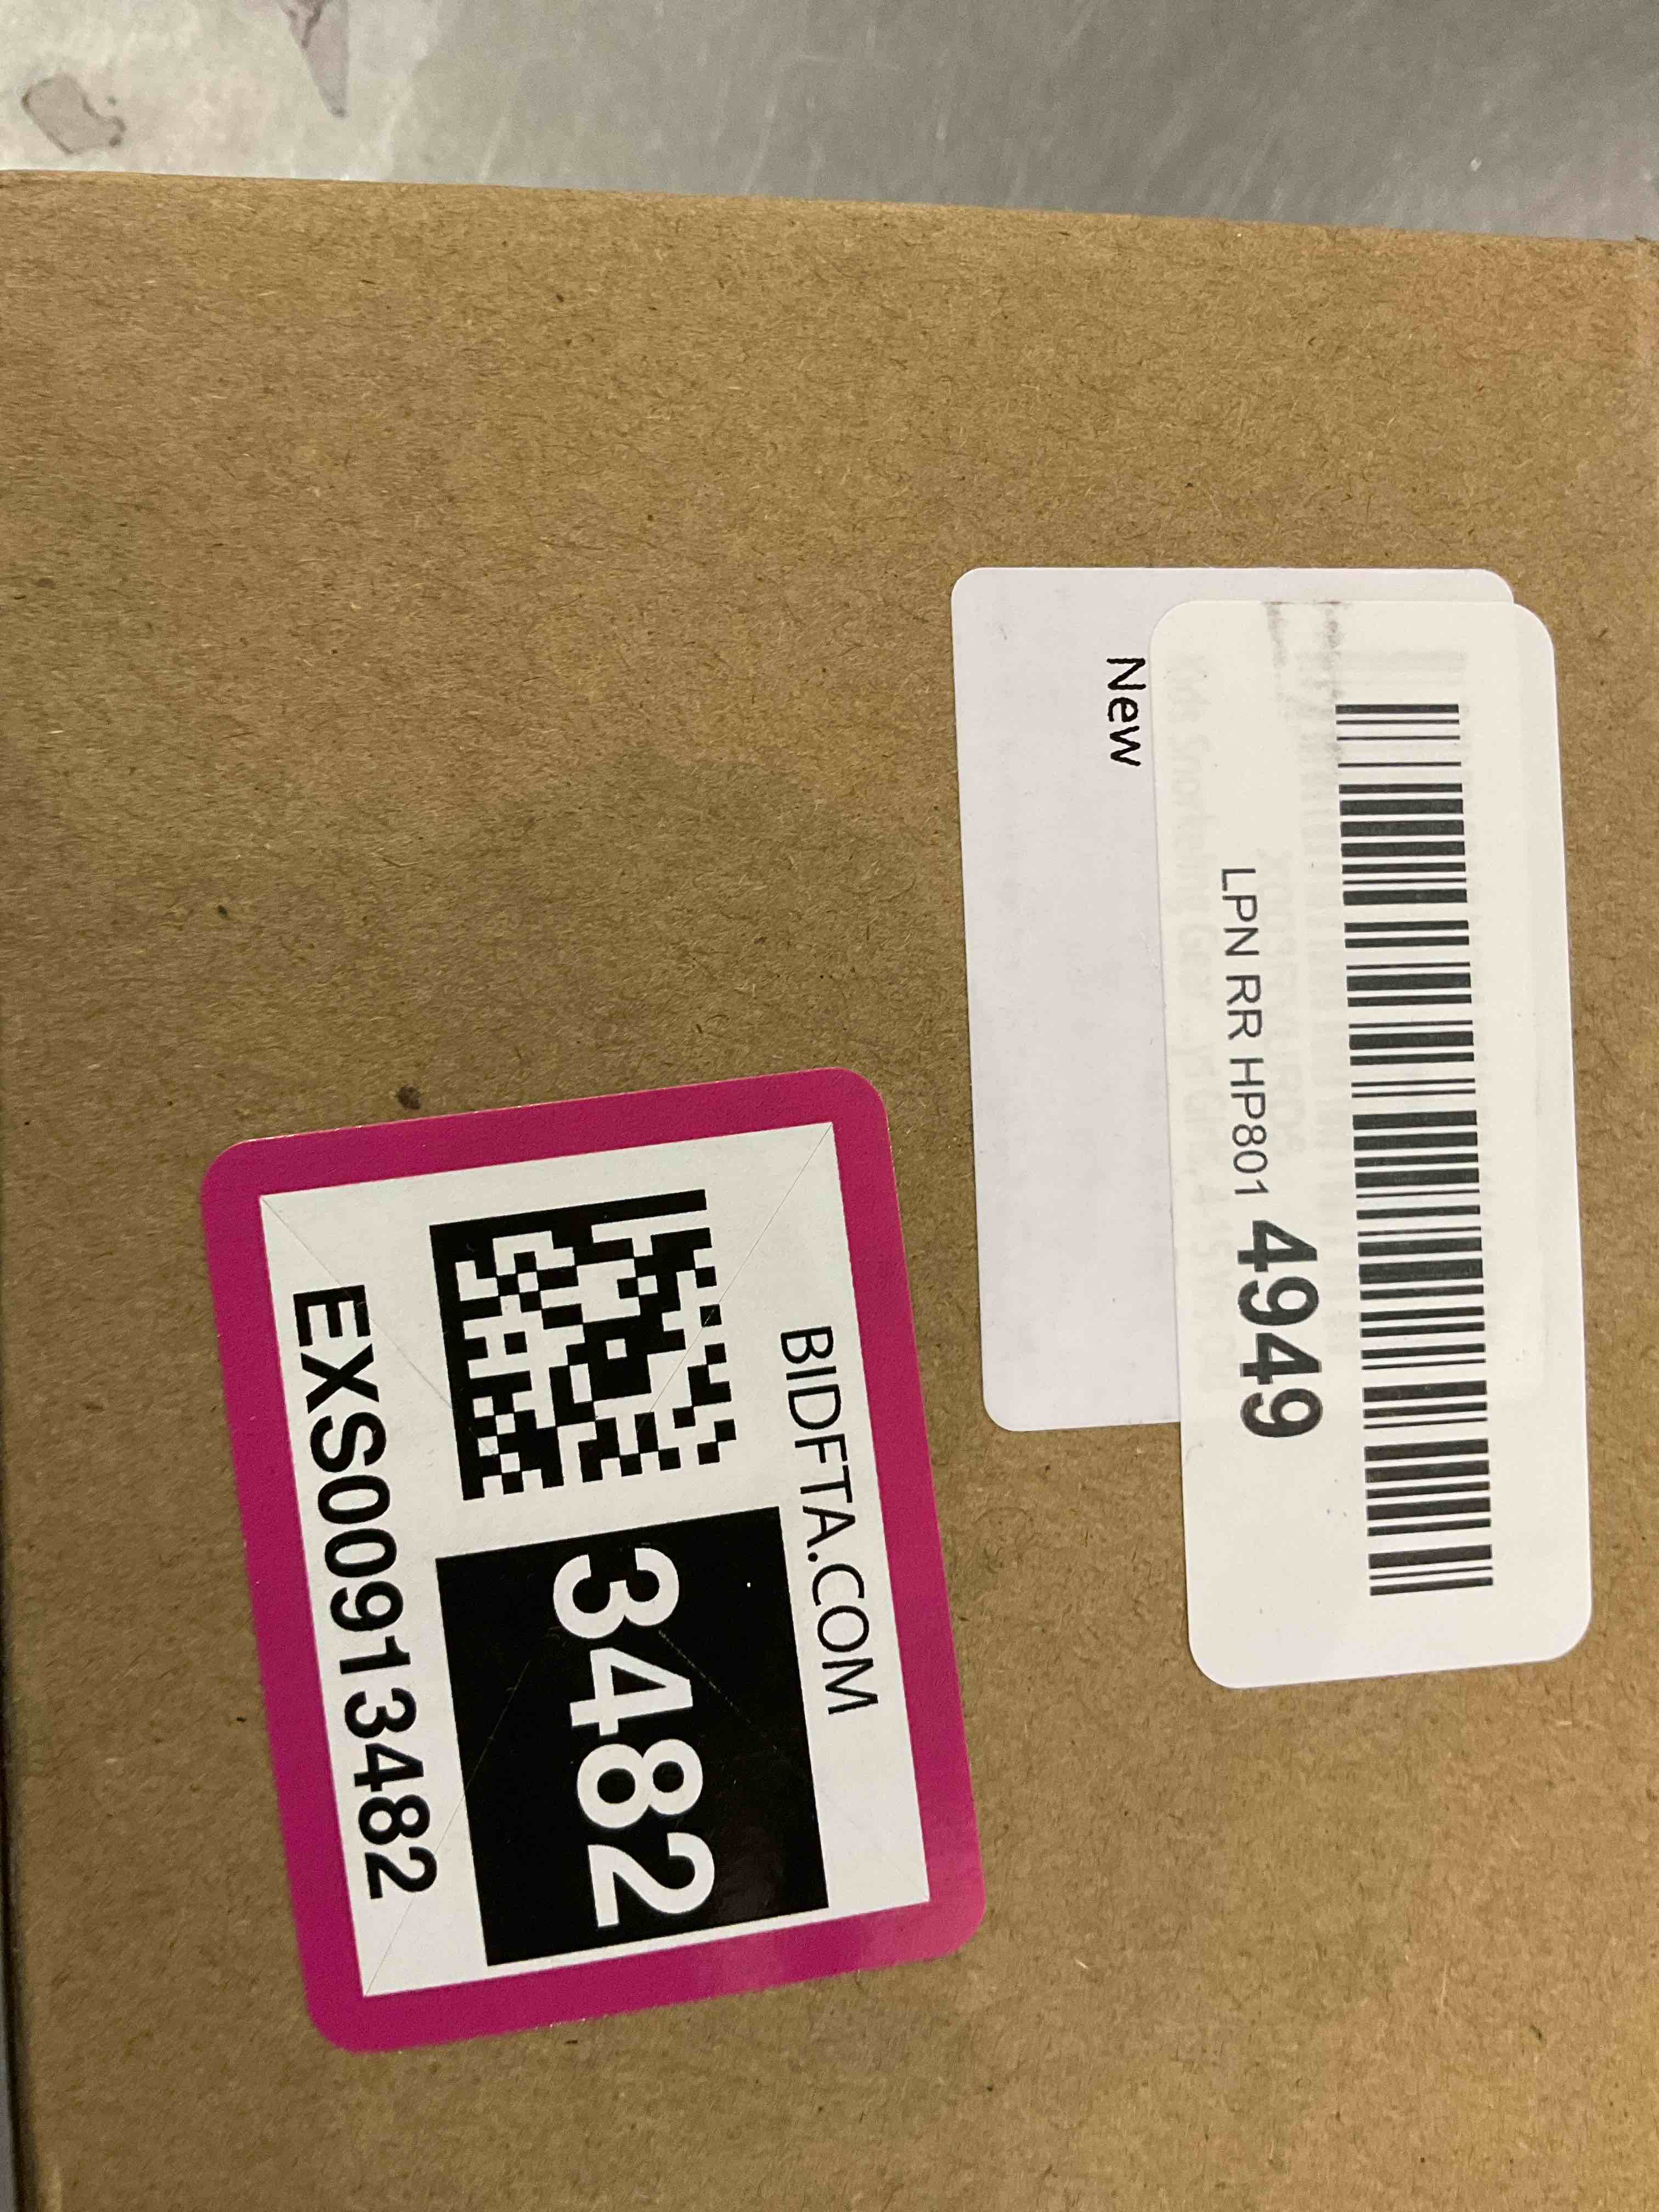 LPN RR HP801 4949
New
BIDFTA.COM
3482
EXS00913482